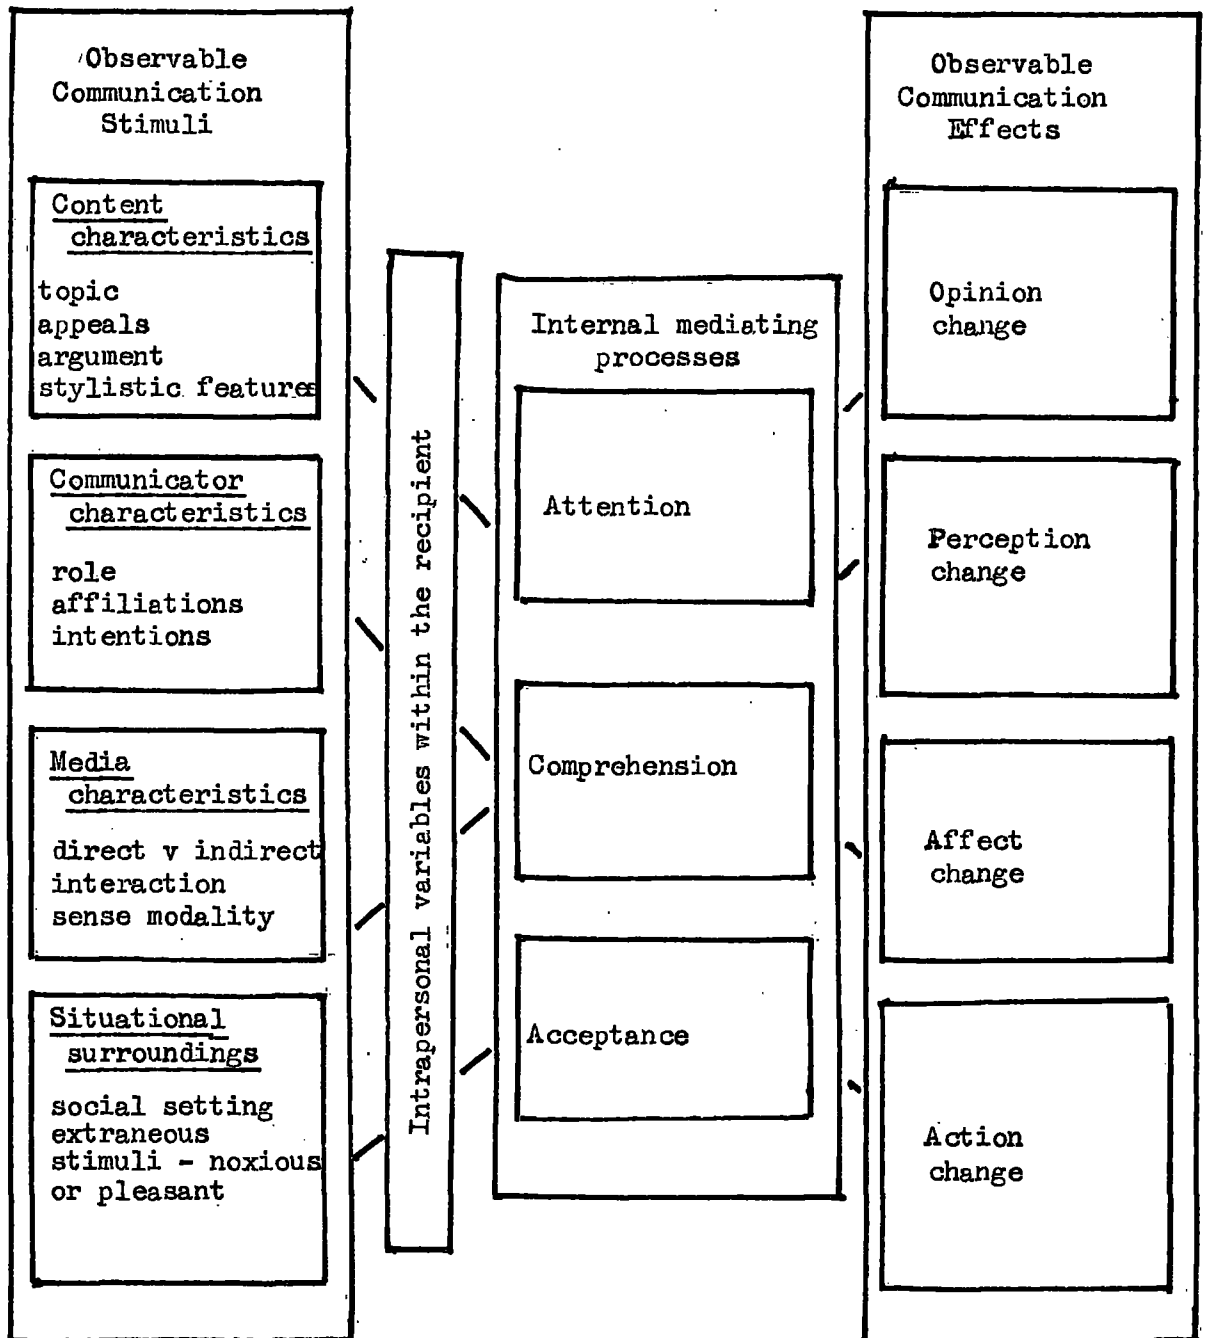 Observable
Communication
Stimuli
Content
characteristics
topic
appeals
argument
stylistic features
Communicator
characteristics
role
affiliations
intentions
Media
characteristics
direct v indirect
interaction
sense modality
Situational
surroundings
social setting
extraneous
stimuli - noxious
or pleasant
Intrapersonal variables within the recipient
Internal mediating
processes
Attention
Comprehension
Acceptance
Observable
Communication
Effects
Opinion
change
Perception
change
Affect
change
Action
change